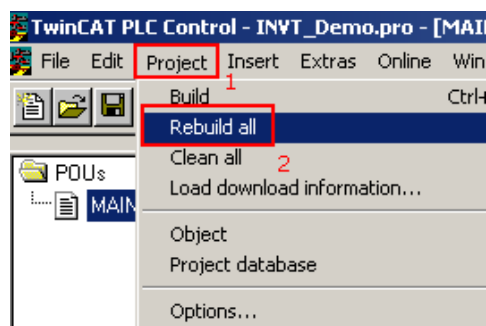 TwinCAT PLC Control - INVT_Demo.pro - [MAI
File Edit Project Insert Extras Online Win
1
Build Ctrl+
Rebuild all
Clean all
2
Load download information...
POUs
MAIN
Object
Project database
Options...